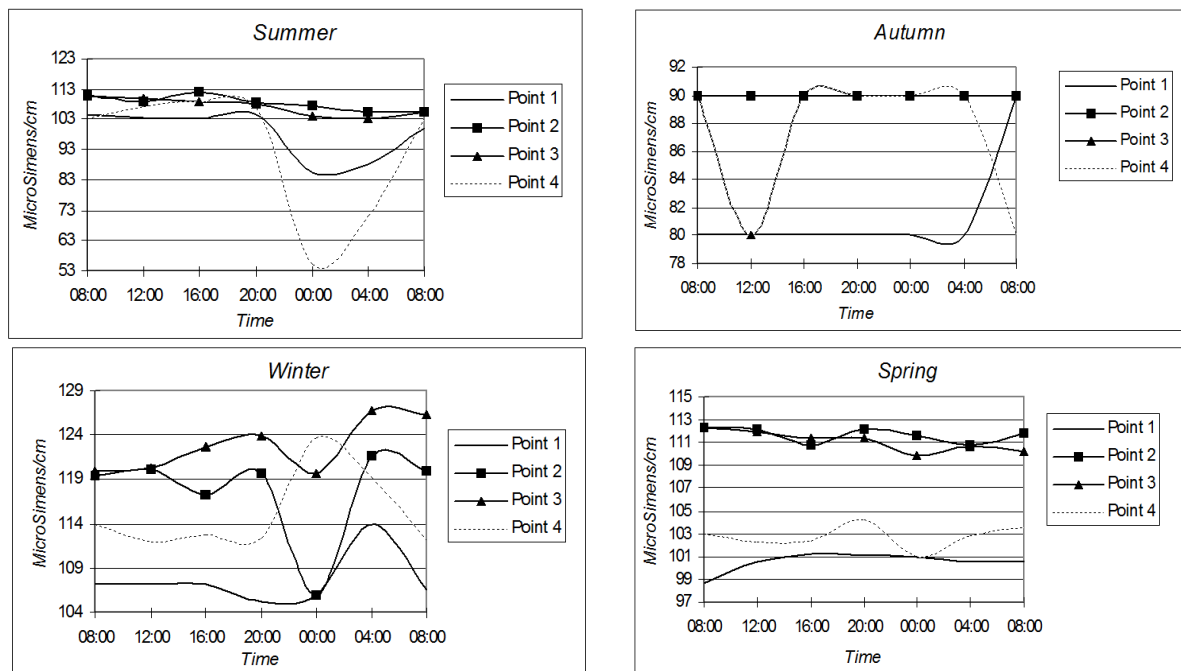 Summer
MicroSimens/cm
123
113
103
93
83
73
63
53
08:00 12:00 16:00 20:00 00:00 04:00 08:00
Time
Point 1
Point 2
Point 3
Point 4
Autumn
MicroSimens/cm
92
90
88
86
84
82
80
78
08:00 12:00 16:00 20:00 00:00 04:00 08:00
Time
Point 1
Point 2
Point 3
Point 4
Winter
MicroSimens/cm
129
124
119
114
109
104
08:00 12:00 16:00 20:00 00:00 04:00 08:00
Time
Point 1
Point 2
Point 3
Point 4
Spring
MicroSimens/cm
115
113
111
109
107
105
103
101
99
97
08:00 12:00 16:00 20:00 00:00 04:00 08:00
Time
Point 1
Point 2
Point 3
Point 4